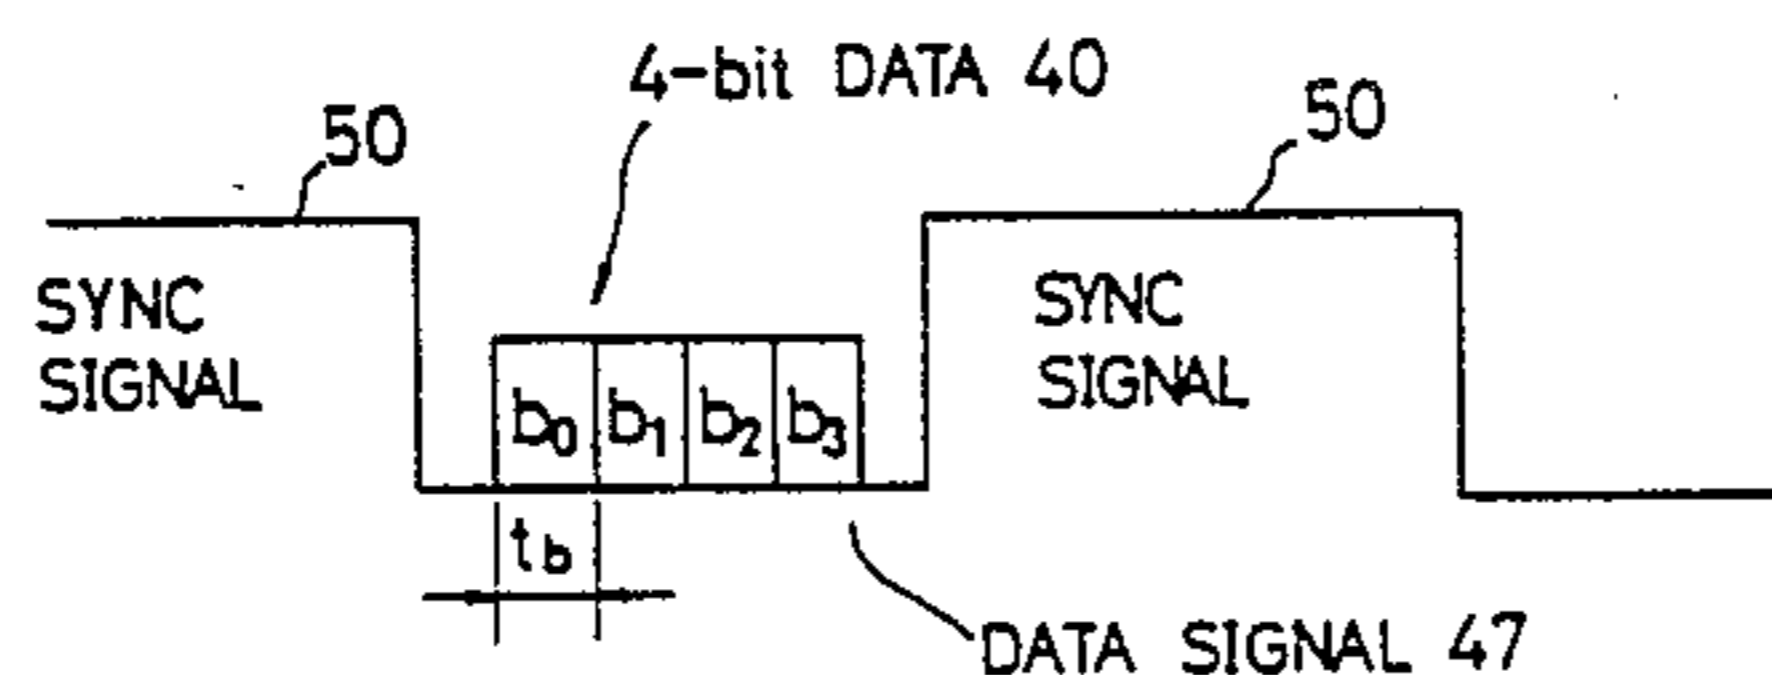 4-bit DATA 40
50
50
SYNC
SIGNAL
SYNC
SIGNAL
b0 b1 b2 b3
tb
DATA SIGNAL 47